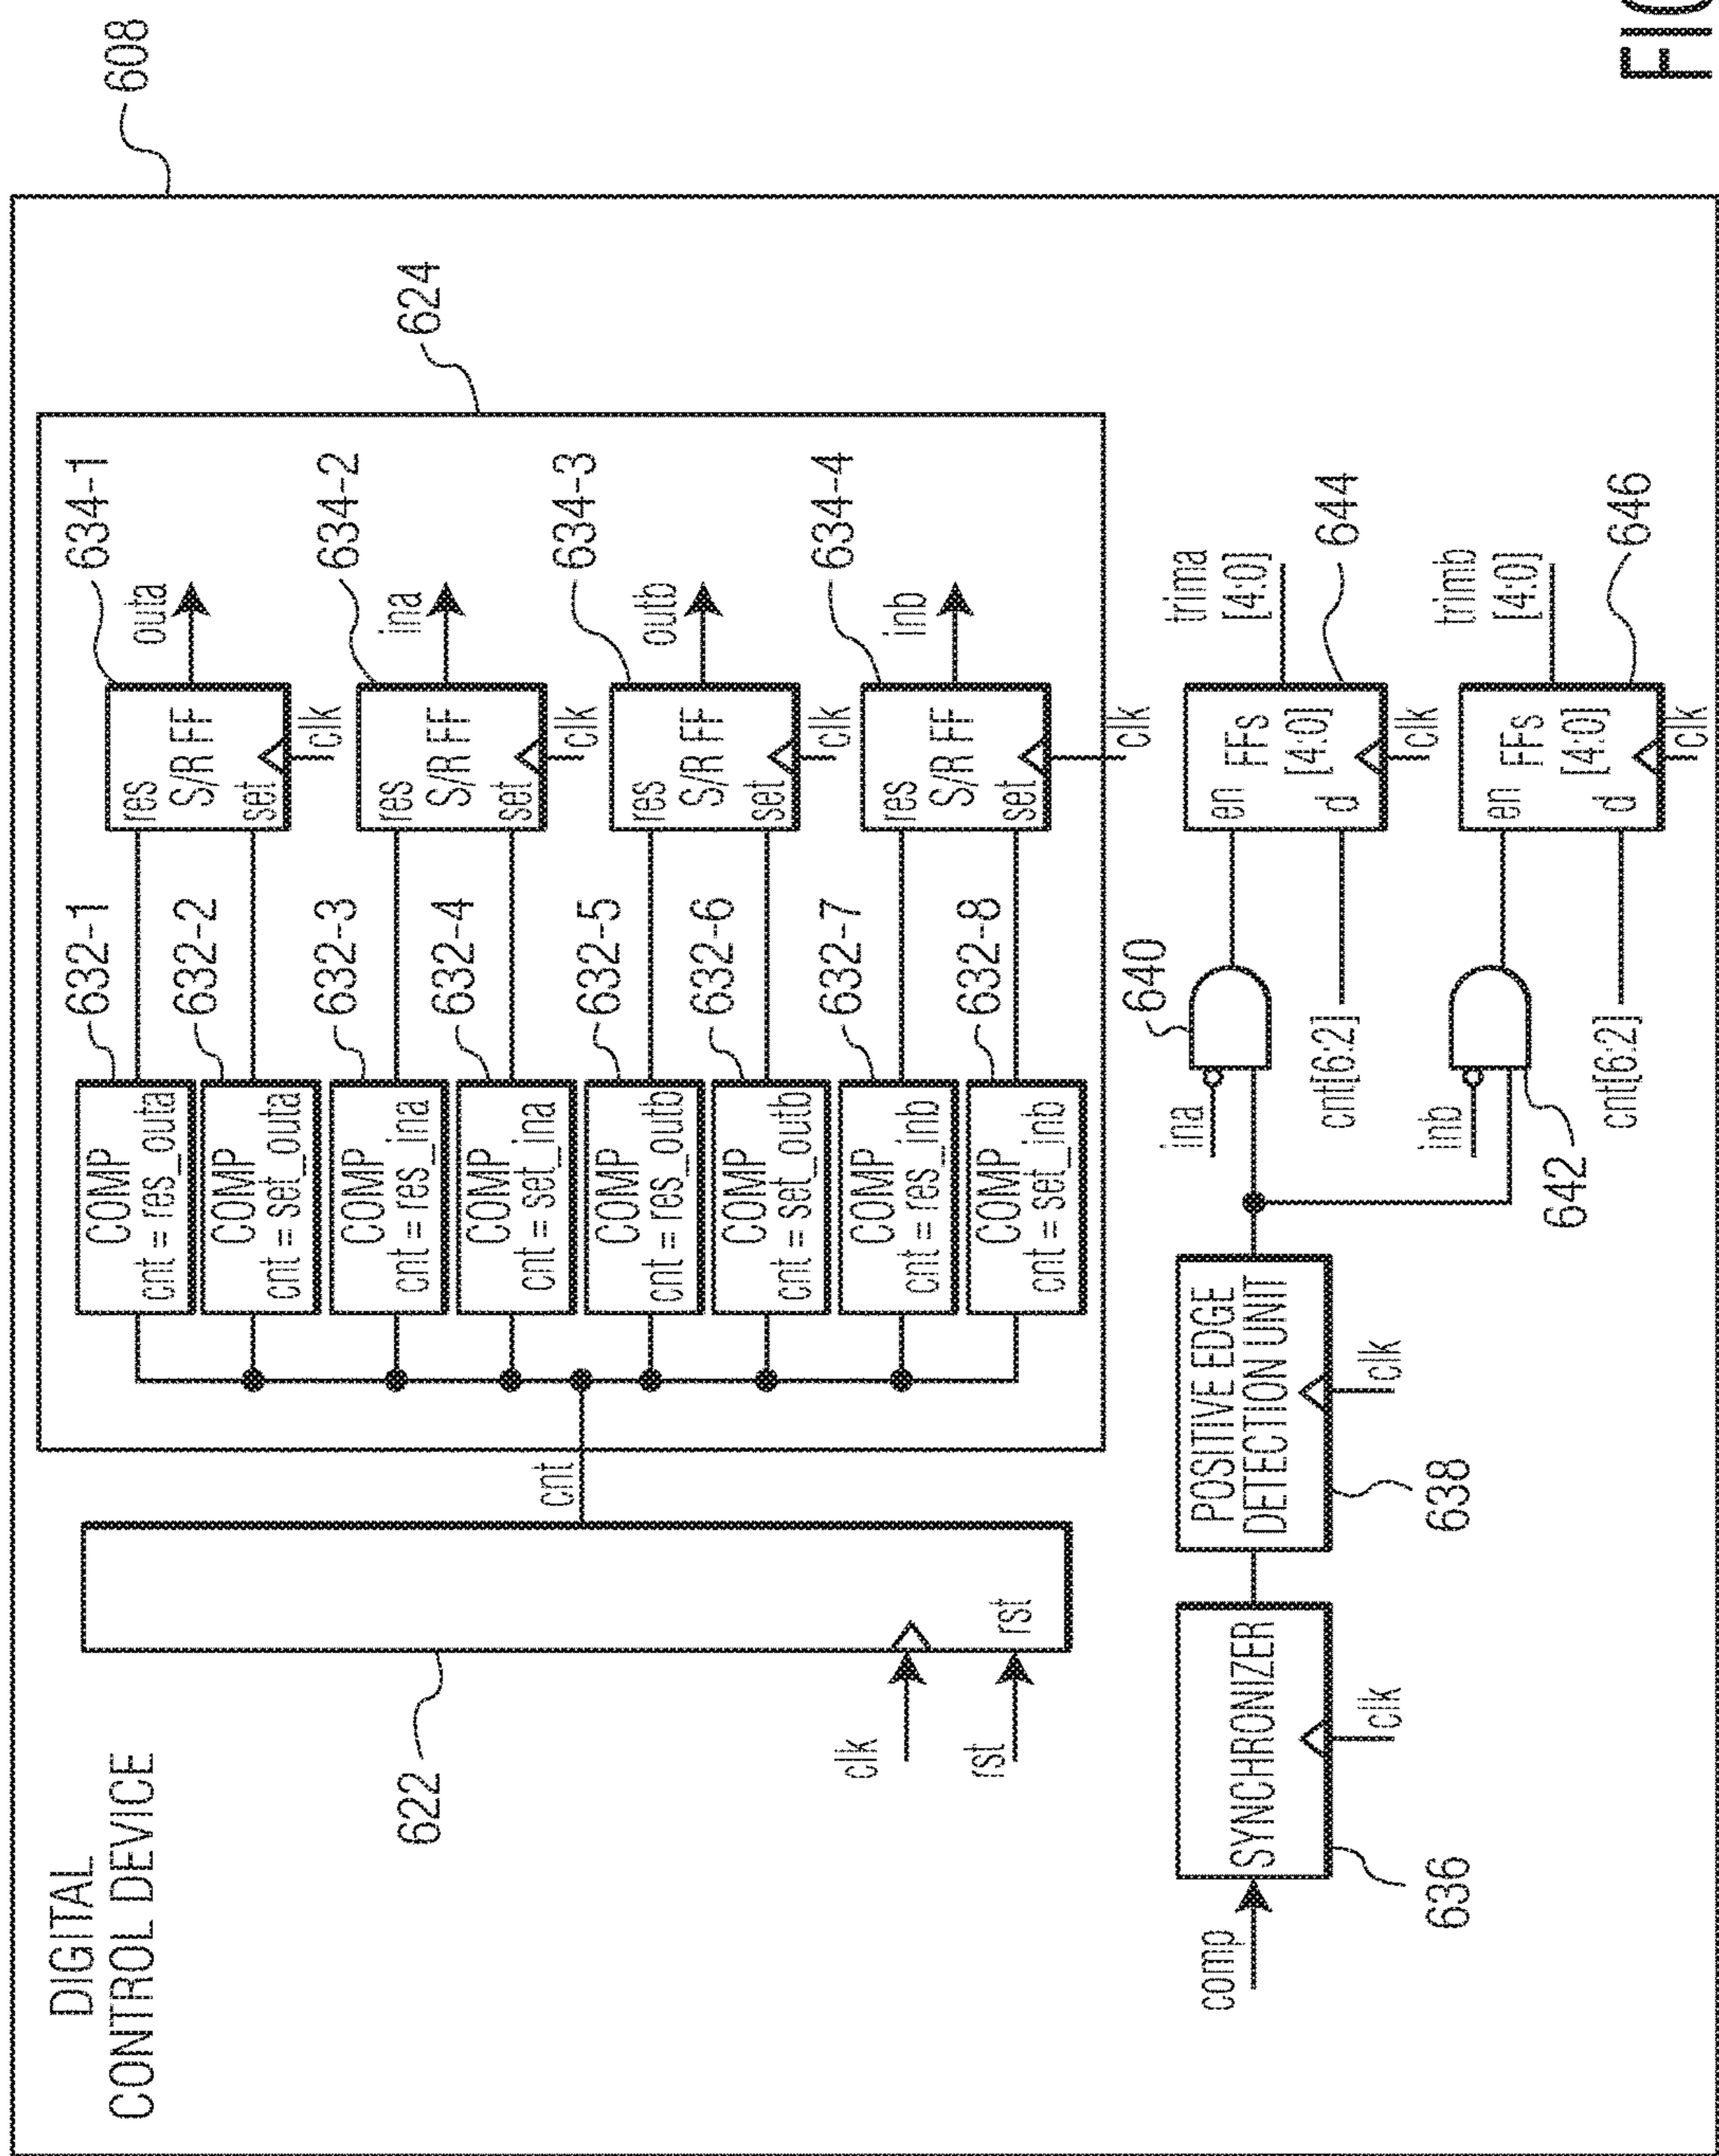 DIGITAL
CONTROL DEVICE
608
622
clk
rst
rst
cnt
624
COMP
cnt = res_outa
632-1
COMP
cnt = set_outa
632-2
COMP
cnt = res_ina
632-3
COMP
cnt = set_ina
632-4
COMP
cnt = res_outb
632-5
COMP
cnt = set_outb
632-6
COMP
cnt = res_inb
632-7
COMP
cnt = set_inb
632-8
res
S/R FF
set
clk
outa
634-1
res
S/R FF
set
clk
ina
634-2
res
S/R FF
set
clk
outb
634-3
res
S/R FF
set
clk
inb
634-4
comp
SYNCHRONIZER
clk
636
POSITIVE EDGE
DETECTION UNIT
clk
638
ina
640
cnt[6:2]
en
FFs
d
[4:0]
clk
trima
[4:0]
644
inb
642
cnt[6:2]
en
FFs
d
[4:0]
clk
trimb
[4:0]
646